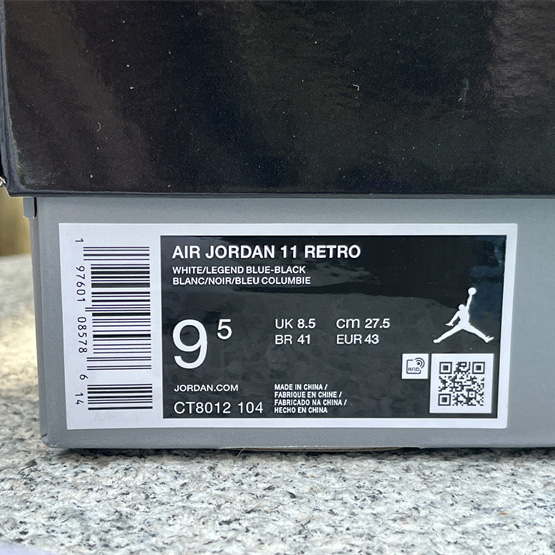 AIR JORDAN 11 RETRO
WHITE/LEGEND BLUE-BLACK
BLANC/NOIR/BLEU COLUMBIE
9 5
UK 8.5 cm 27.5
BR 41 EUR 43
JORDAN.COM
CT8012 104
MADE IN CHINA /
FABRIQUE EN CHINE /
FABRICADO NA CHINA /
HECHO EN CHINA
RFID
1 97601 08578 6 14